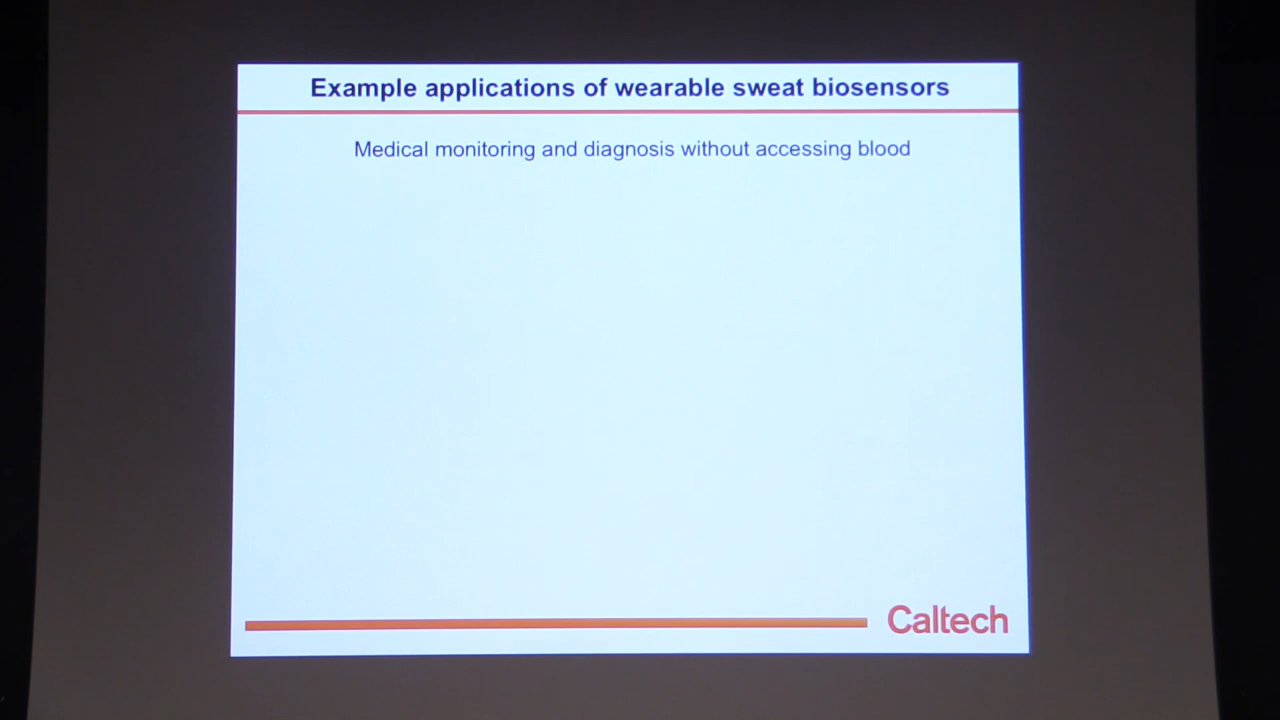 Example applications of wearable sweat biosensors
Medical monitoring and diagnosis without accessing blood
Caltech